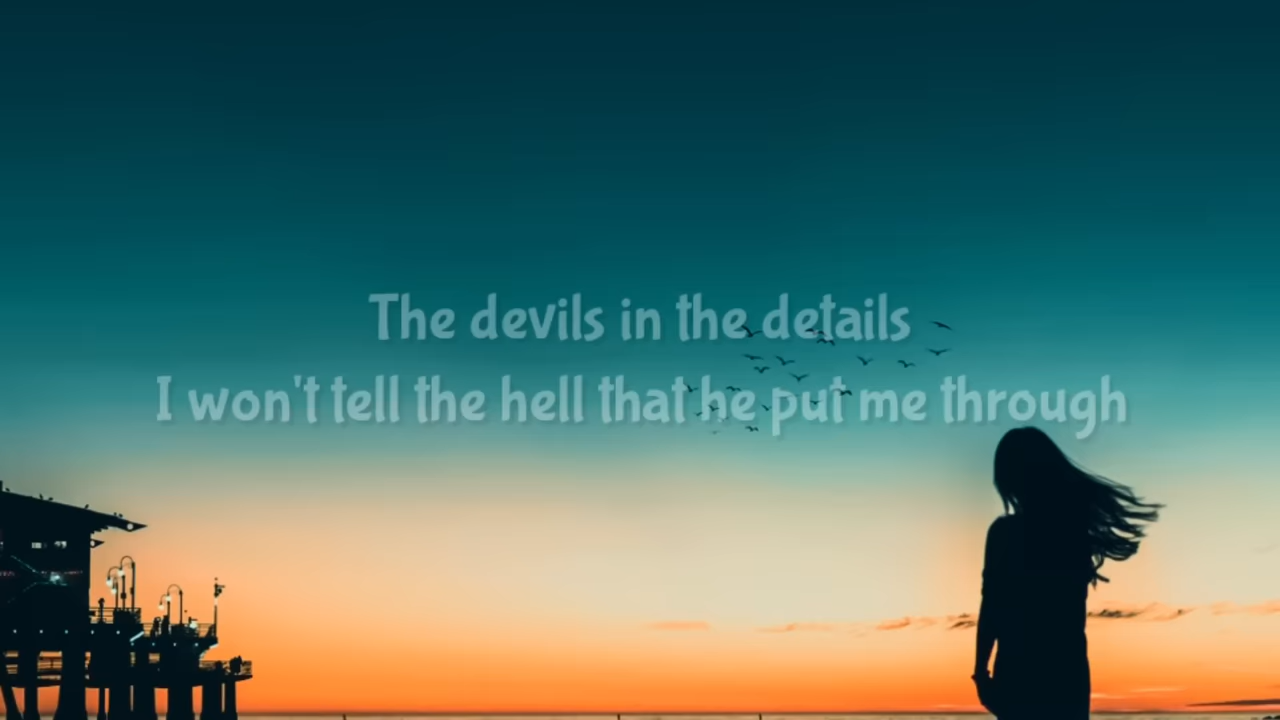 The devils in the details
I won't tell the hell that he put me through